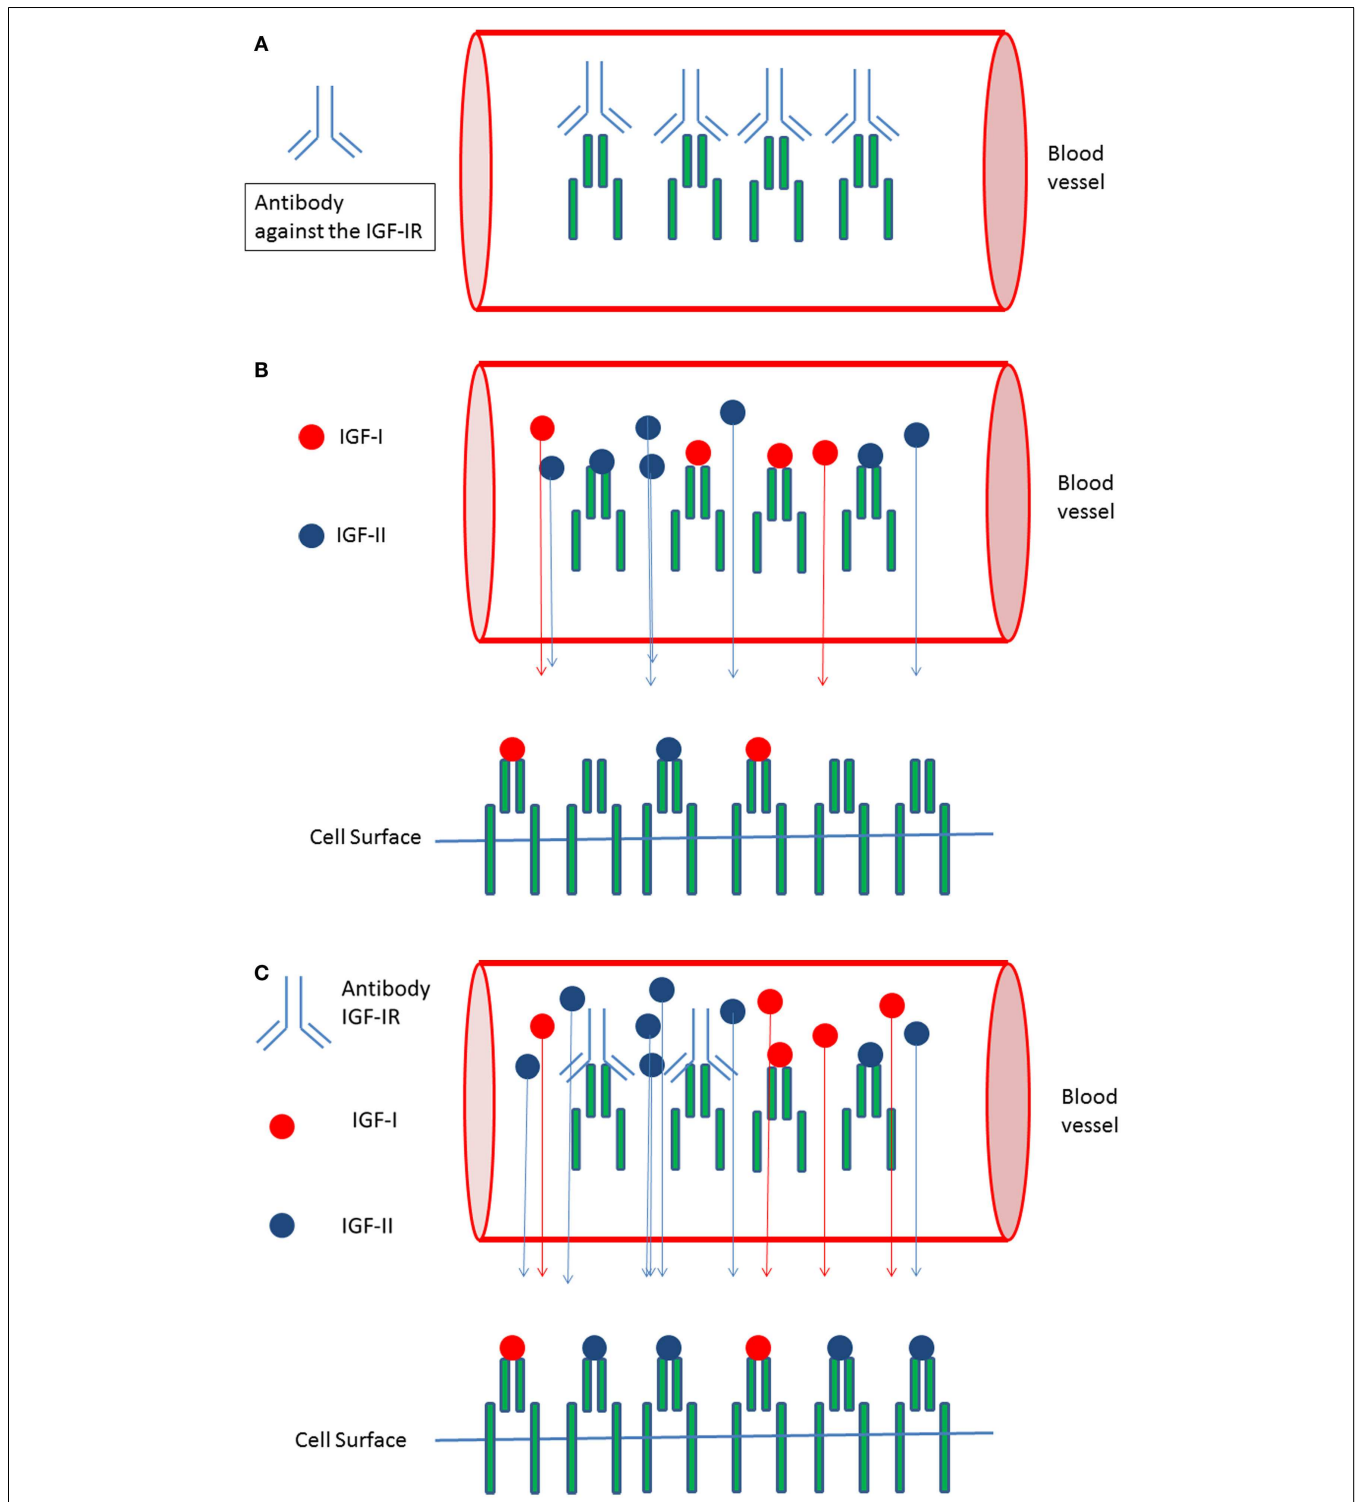 A
Antibody
against the IGF-IR
Blood
vessel
B
IGF-I
IGF-II
Blood
vessel
Cell Surface
C
Antibody
IGF-IR
IGF-I
IGF-II
Blood
vessel
Cell Surface